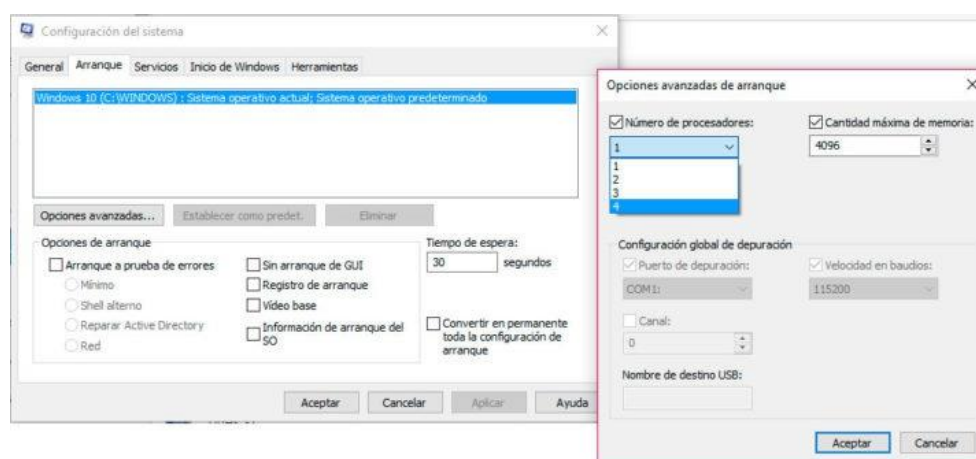 Configuración del sistema
General Arranque Servicios Inicio de Windows Herramientas
Windows 10 (C:\WINDOWS) : Sistema operativo actual; Sistema operativo predeterminado
Opciones avanzadas... Establecer como predet. Eliminar
Opciones de arranque
Arranque a prueba de errores
Mínimo
Shell alterno
Reparar Active Directory
Red
Sin arranque de GUI
Registro de arranque
Vídeo base
Información de arranque del
SO
Tiempo de espera:
30 segundos
Convertir en permanente
toda la configuración de
arranque
Aceptar Cancelar Aplicar Ayuda
Opciones avanzadas de arranque
Número de procesadores: Cantidad máxima de memoria:
1 4096
1
2
3
4
Configuración global de depuración
Puerto de depuración: Velocidad en baudios:
COM1: 115200
Canal:
0
Nombre de destino USB:
Aceptar Cancelar